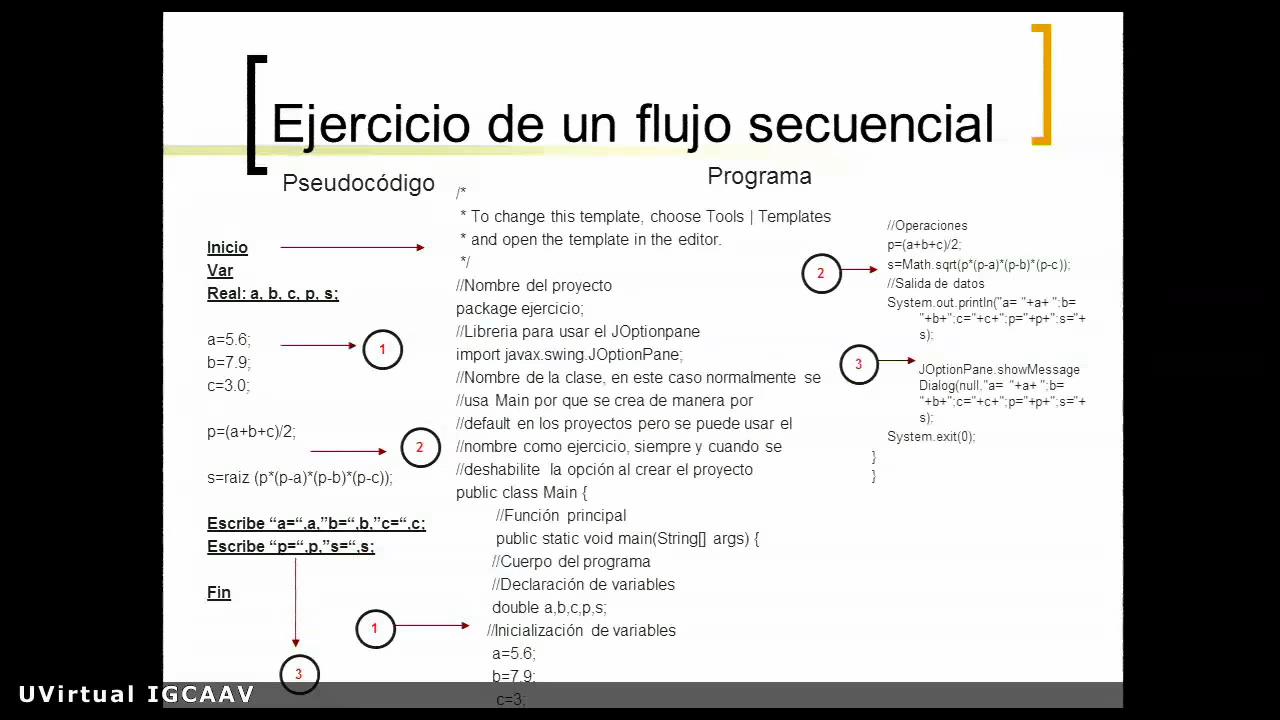 Ejercicio de un flujo secuencial
Pseudocódigo
Inicio
Var
Real: a, b, c, p, s;
a=5.6;
1
b=7.9;
c=3.0;
p=(a+b+c)/2;
2
s=raiz (p*(p-a)*(p-b)*(p-c));
Escribe “a=“,a,”b=“,b,”c=“,c;
Escribe “p=“,p,”s=“,s;
Fin
3
Programa
/*
* To change this template, choose Tools | Templates
* and open the template in the editor.
*/
//Nombre del proyecto
package ejercicio;
//Libreria para usar el JOptionpane
import javax.swing.JOptionPane;
//Nombre de la clase, en este caso normalmente se
//usa Main por que se crea de manera por
//default en los proyectos pero se puede usar el
//nombre como ejercicio, siempre y cuando se
//deshabilite la opción al crear el proyecto
public class Main {
//Función principal
public static void main(String[] args) {
//Cuerpo del programa
//Declaración de variables
double a,b,c,p,s;
1
//Inicialización de variables
a=5.6;
b=7.9;
c=3;
//Operaciones
p=(a+b+c)/2;
2
s=Math.sqrt(p*(p-a)*(p-b)*(p-c));
//Salida de datos
System.out.println("a= "+a+ ";b=
"+b+";c="+c+";p="+p+";s="+
s);
3
JOptionPane.showMessage
Dialog(null,"a= "+a+ ";b=
"+b+";c="+c+";p="+p+";s="+
s);
System.exit(0);
}
}
UVirtual IGCAAV